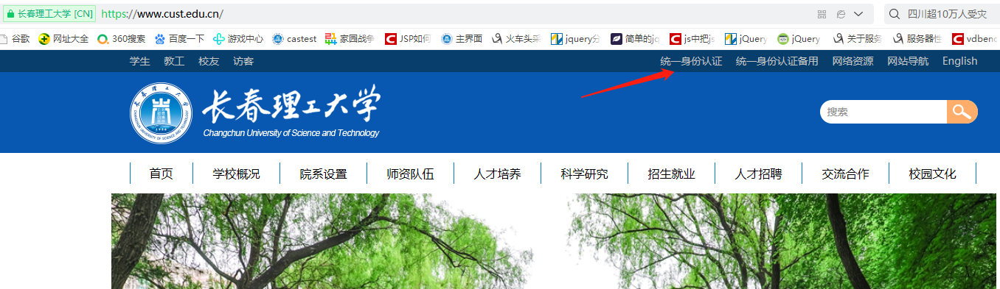 长春理工大学 [CN] https://www.cust.edu.cn/ 四川超10万人受灾
谷歌 网址大全 360搜索 百度一下 游戏中心 castest 家园战争 JSP如何 主界面 火车头采 jquery分 简单的jq js中把js jQuery jQuery 关于服务 服务器性 vdbenc
学生 教工 校友 访客 统一身份认证 统一身份认证备用 网络资源 网站导航 English
长春理工大学
Changchun University of Science and Technology
搜索
首页 学校概况 院系设置 师资队伍 人才培养 科学研究 招生就业 人才招聘 交流合作 校园文化